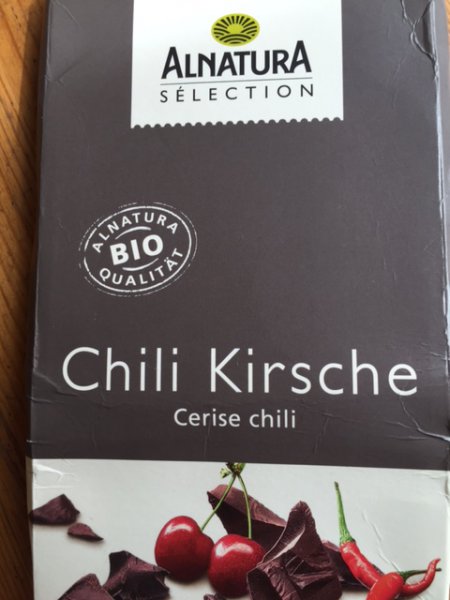 ALNATURA
SÉLECTION
ALNATURA
BIO
QUALITÄT
Chili Kirsche
Cerise chili